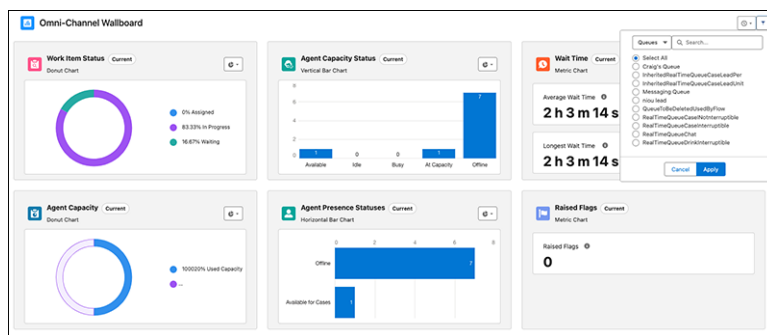 Omni-Channel Wallboard
Work Item Status Current
Donut Chart
0% Assigned
83.33% In Progress
16.67% Waiting
Agent Capacity Status Current
Vertical Bar Chart
8
6
4
2
0
1
0
0
1
7
Available
Idle
Busy
At Capacity
Offline
Wait Time Current
Metric Chart
Average Wait Time
2 h 3 m 14 s
Longest Wait Time
2 h 3 m 14 s
Queues
Search...
Select All
Craig's Queue
InheritedRealTimeQueueCaseLeadPer
InheritedRealTimeQueueCaseLeadUnit
Messaging Queue
niou lead
QueueToBeDeletedUsedByFlow
RealTimeQueueCaseINotInterruptible
RealTimeQueueCaseInterruptible
RealTimeQueueChat
RealTimeQueueDrinkInterruptible
Cancel
Apply
Agent Capacity Current
Donut Chart
100020% Used Capacity
...
Agent Presence Statuses Current
Horizontal Bar Chart
0
2
4
6
8
Offline
7
Available for Cases
1
Raised Flags Current
Metric Chart
Raised Flags
0